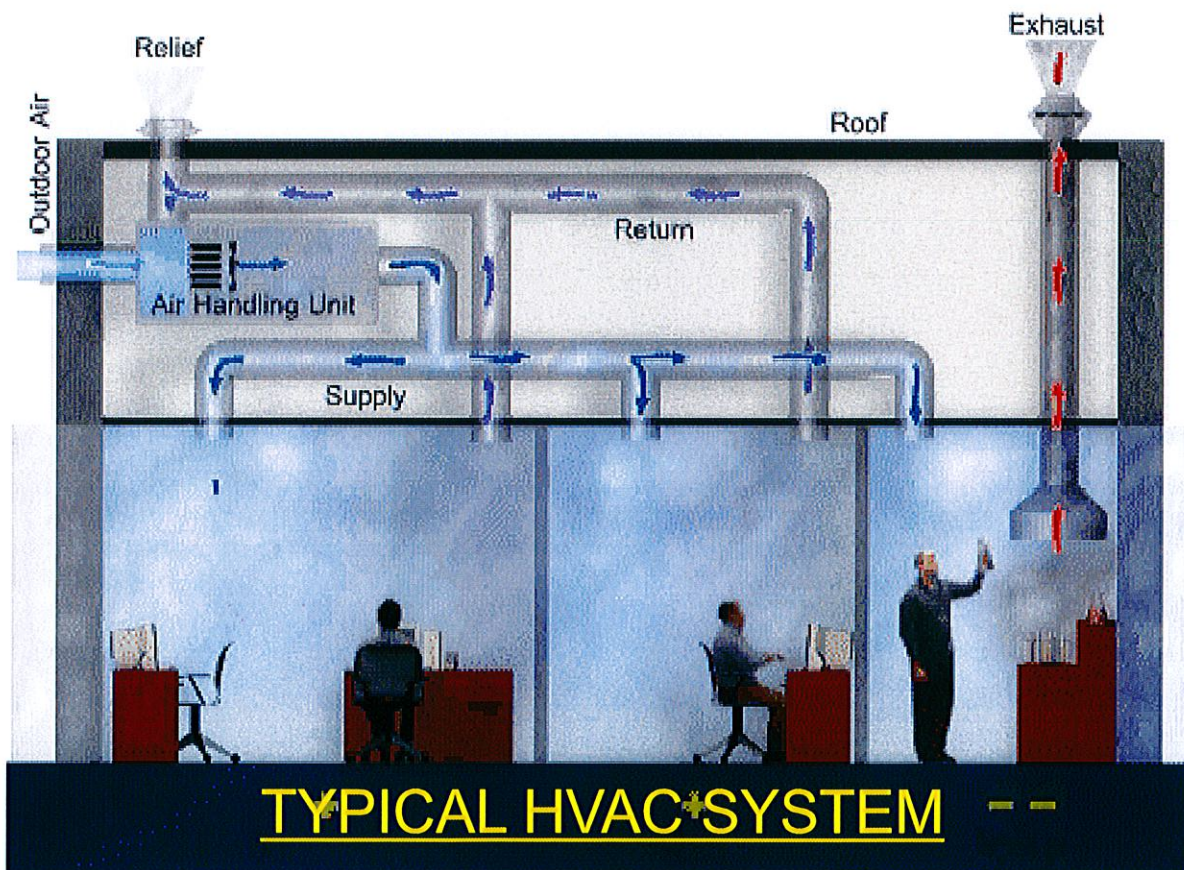 Exhaust
Relief
Roof
Outdoor Air
Return
Air Handling Unit
Supply
TYPICAL HVAC SYSTEM